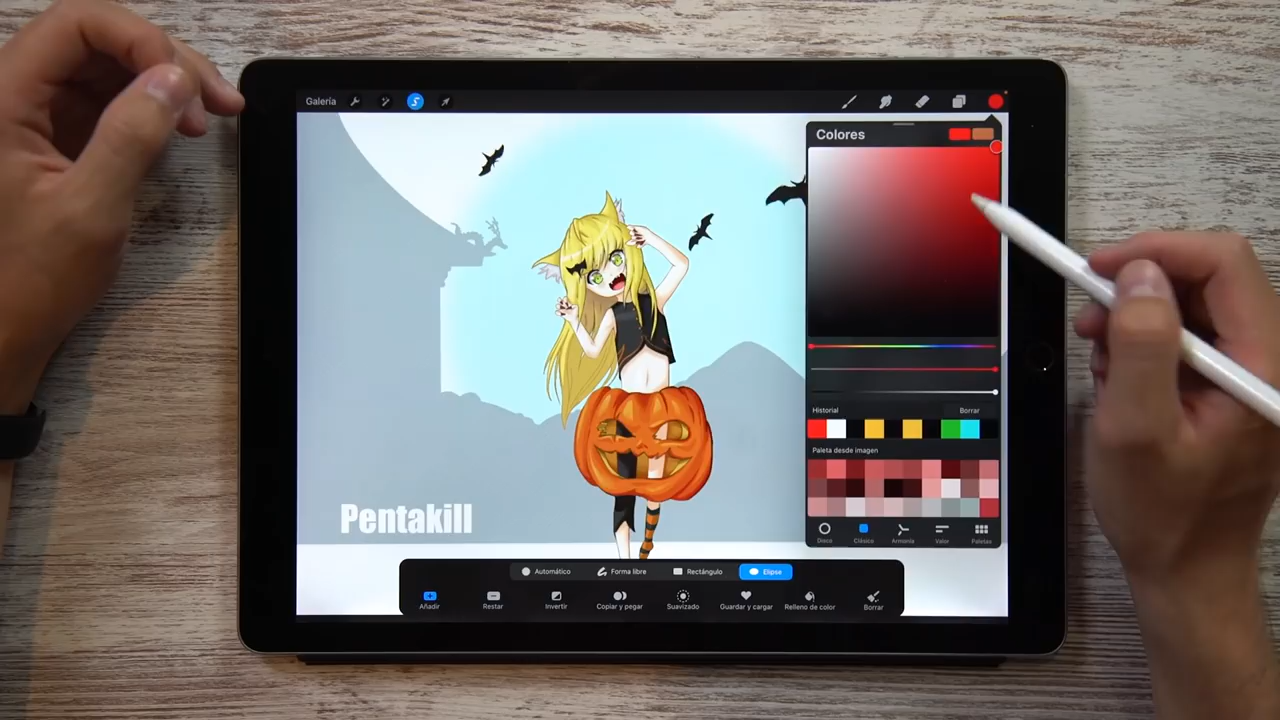 Galería
Colores
Historial
Borrar
Paleta desde imagen
Disco
Clásico
Armonía
Valor
Paletas
Pentakill
Automático
Forma libre
Rectángulo
Elipse
Añadir
Restar
Invertir
Copiar y pegar
Suavizado
Guardar y cargar
Relleno de color
Borrar